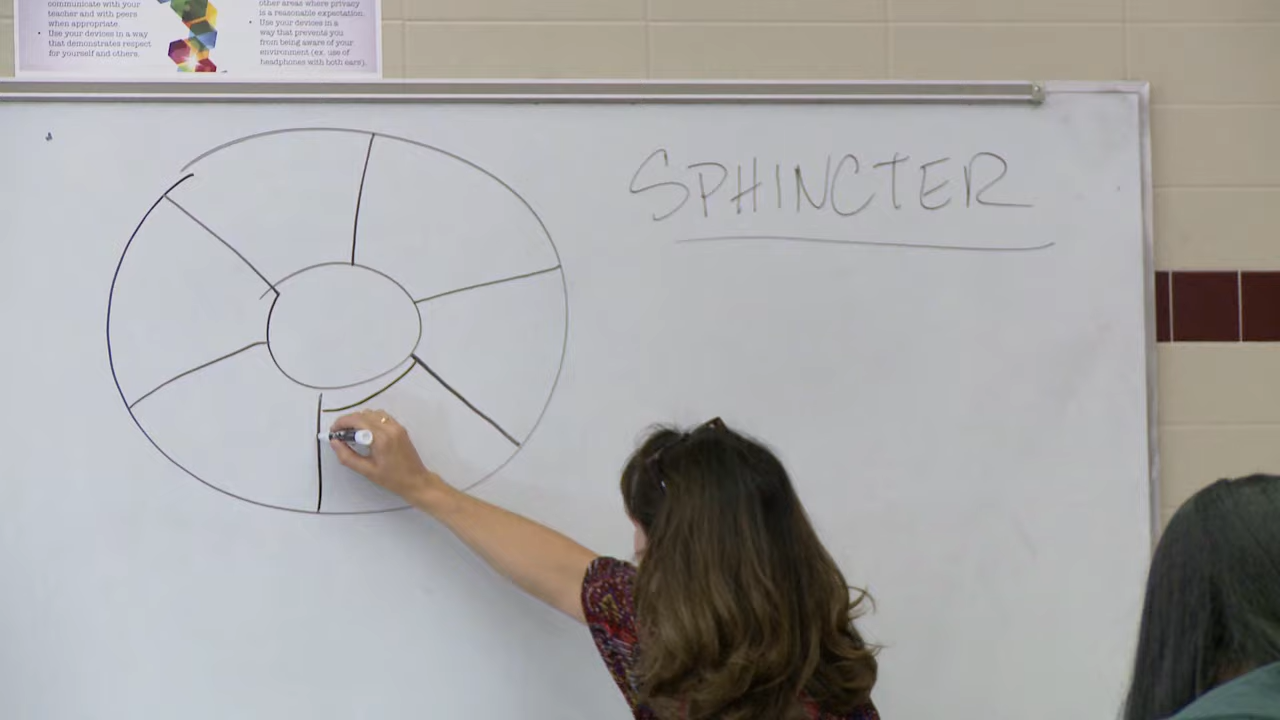 communicate with your
teacher and with peers
when appropriate.
• Use your devices in a way
that demonstrates respect
for yourself and others.
other areas where privacy
is a reasonable expectation.
• Use your devices in a
way that prevents you
from being aware of your
environment (ex. use of
headphones with both ears).
SPHINCTER